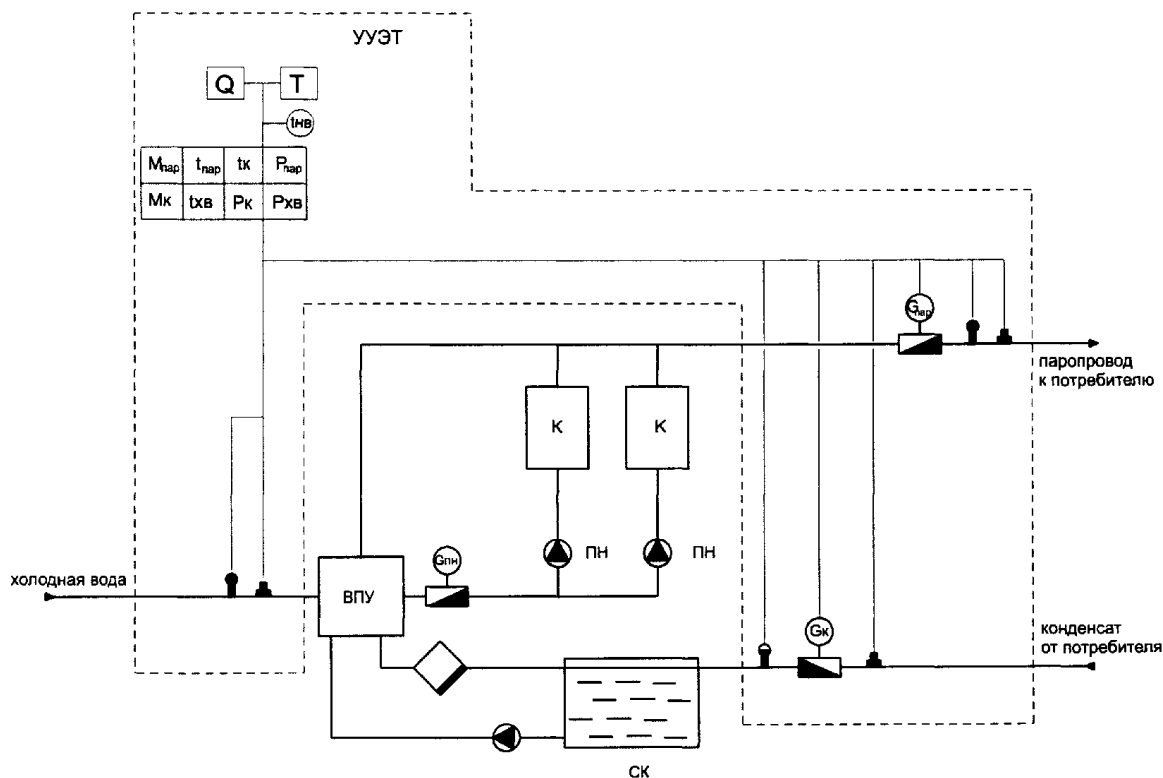 УУЭТ
Q T
tнв
Mпар tпар tк Pпар
Mк tхв Pк Pхв
Gпар
паропровод
к потребителю
К К
Gпн ПН ПН
холодная вода
ВПУ
Gк
конденсат
от потребителя
СК